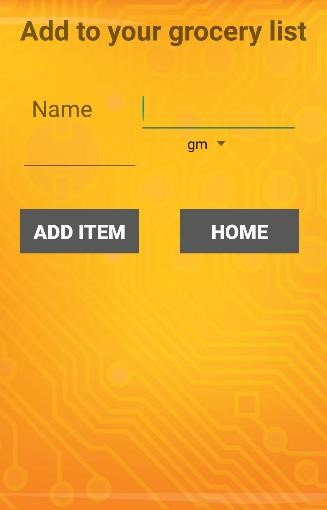 Add to your grocery list
Name
gm
ADD ITEM
HOME